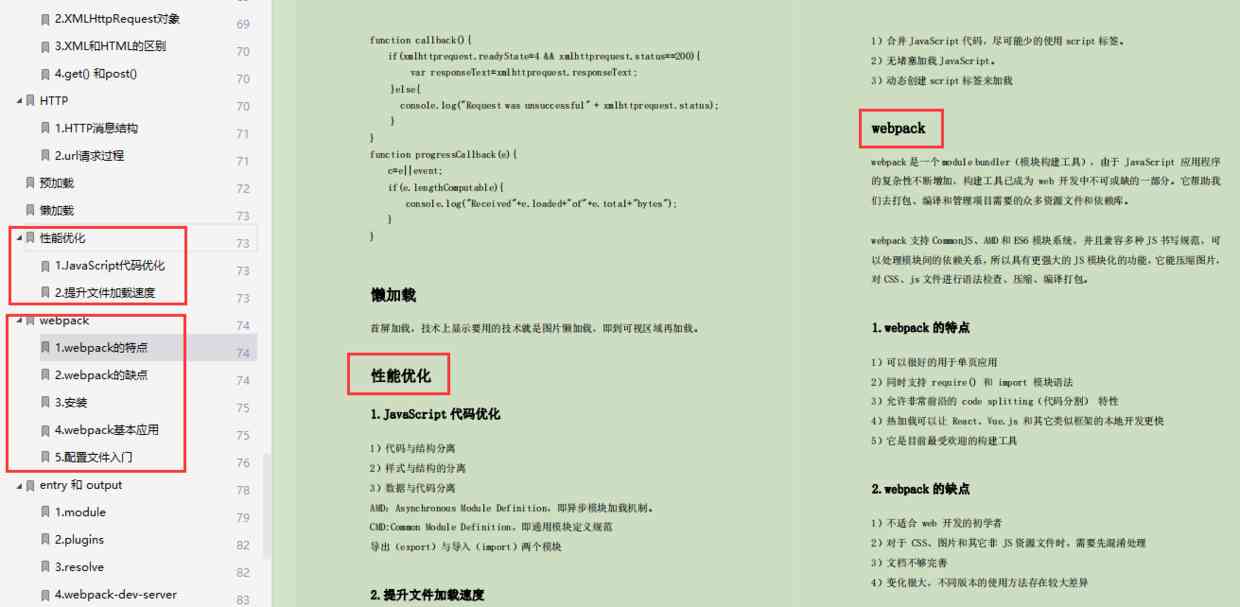 2.XMLHttpRequest对象 69
3.XML和HTML的区别 70
4.get() 和post() 70
HTTP 70
1.HTTP消息结构 71
2.url请求过程 71
预加载 72
懒加载 73
性能优化 73
1.JavaScript代码优化 73
2.提升文件加载速度 73
webpack 74
1.webpack的特点 74
2.webpack的缺点 74
3.安装 75
4.webpack基本应用 75
5.配置文件入门 76
entry 和 output 78
1.module 79
2.plugins 82
3.resolve 82
4.webpack-dev-server 83
function callback(){
if(xmlhttprequest.readyState=4 && xmlhttprequest.status==200){
var responseText=xmlhttprequest.responseText;
}else{
console.log("Request was unsuccessful" + xmlhttprequest.status);
}
}
function progressCallback(e){
c=e||event;
if(e.lengthComputable){
console.log("Received"+e.loaded+"of"+e.total+"bytes");
}
}
懒加载
首屏加载，技术上显示要用的技术就是图片懒加载，即到可视区域再加载。
性能优化
1.JavaScript 代码优化
1）代码与结构分离
2）样式与结构的分离
3）数据与代码分离
AMD：Asynchronous Module Definition，即异步模块加载机制。
CMD:Common Module Definition，即通用模块定义规范
导出（export）与导入（import）两个模块
2.提升文件加载速度
1）合并 JavaScript 代码，尽可能少的使用 script 标签。
2）无堵塞加载 JavaScript。
3）动态创建 script 标签来加载
webpack
webpack 是一个 module bundler（模块构建工具），由于 JavaScript 应用程序
的复杂性不断增加，构建工具已成为 web 开发中不可或缺的一部分。它帮助我
们去打包、编译和管理项目需要的众多资源文件和依赖库。
webpack 支持 CommonJS、AMD 和 ES6 模块系统，并且兼容多种 JS 书写规范，可
以处理模块间的依赖关系，所以具有更强大的 JS 模块化的功能，它能压缩图片，
对 CSS、js 文件进行语法检查、压缩、编译打包。
1.webpack 的特点
1）可以很好的用于单页应用
2）同时支持 require() 和 import 模块语法
3）允许非常前沿的 code splitting（代码分割） 特性
4）热加载可以让 React、Vue.js 和其它类似框架的本地开发更快
5）它是目前最受欢迎的构建工具
2.webpack 的缺点
1）不适合 web 开发的初学者
2）对于 CSS、图片和其它非 JS 资源文件时，需要先混淆处理
3）文档不够完善
4）变化很大，不同版本的使用方法存在较大差异